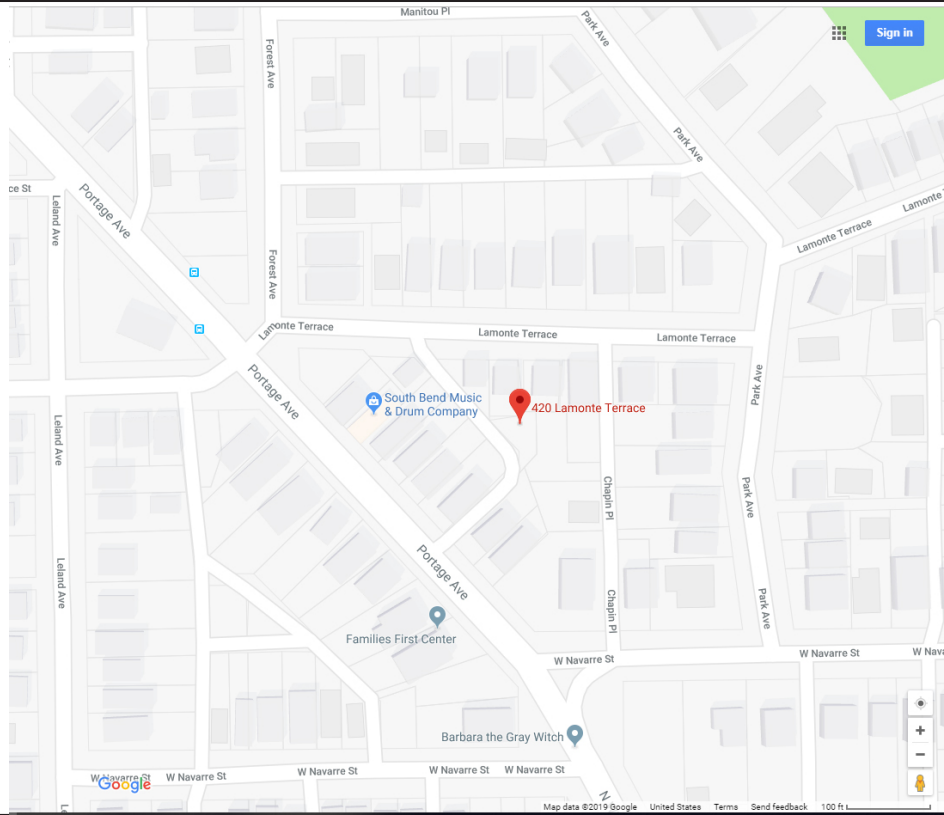 Manitou Pl
Park Ave
Sign in
Forest Ave
Park Ave
ce St
Portage Ave
Leland Ave
Lamonte
Lamonte Terrace
Forest Ave
Lamonte Terrace
Lamonte Terrace
Lamonte Terrace
Portage Ave
Park Ave
South Bend Music
& Drum Company
420 Lamonte Terrace
Leland Ave
Chapin Pl
Park Ave
Portage Ave
Leland Ave
Chapin Pl
Park Ave
Families First Center
W Navarre St
W Navarre St
W Nava
Barbara the Gray Witch
W Navarre St
W Navarre St
W Navarre St
W Navarre St
W Navarre St
Google
N
Map data ©2019 Google United States Terms Send feedback 100 ft